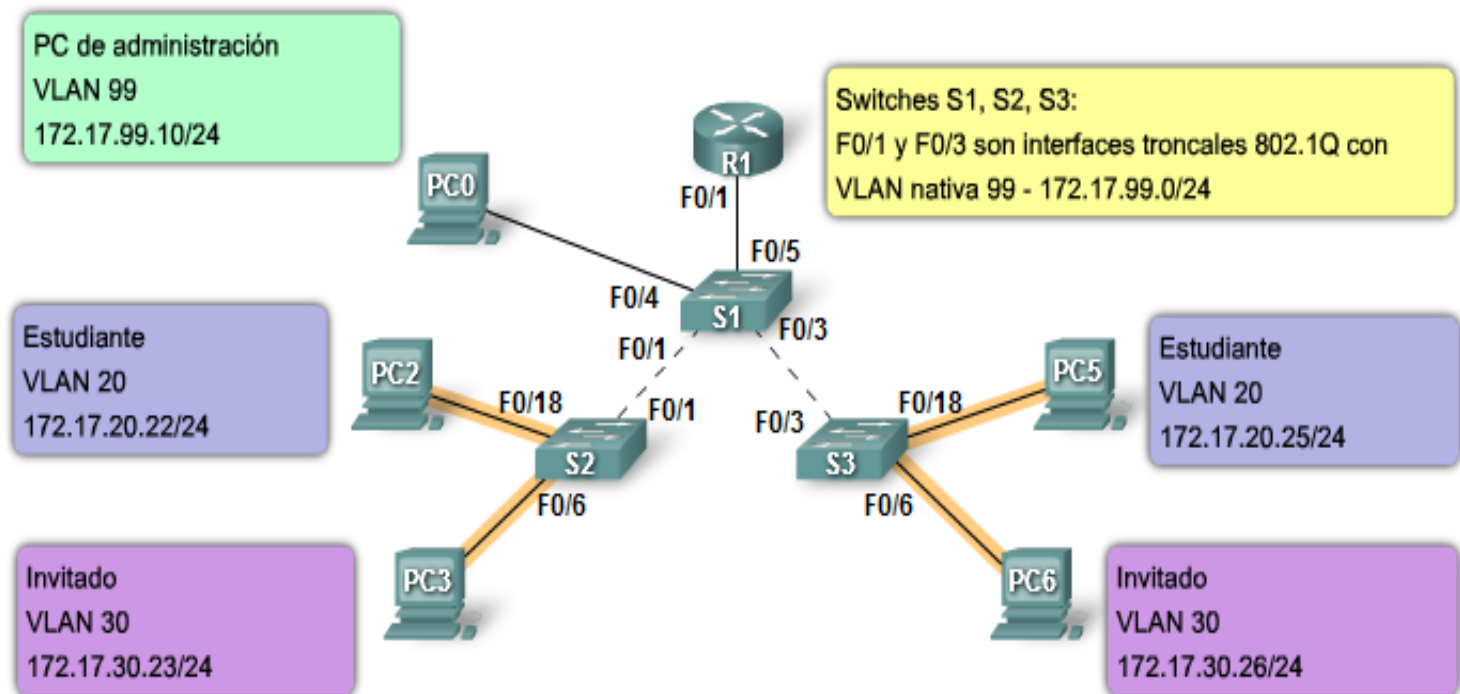 PC de administración
VLAN 99
172.17.99.10/24
Switches S1, S2, S3:
F0/1 y F0/3 son interfaces troncales 802.1Q con
VLAN nativa 99 - 172.17.99.0/24
R1
F0/1
PC0
F0/5
F0/4
S1
F0/1
F0/3
Estudiante
VLAN 20
172.17.20.22/24
PC2
F0/18
F0/1
S2
F0/6
F0/3
F0/18
S3
F0/6
PC5
Estudiante
VLAN 20
172.17.20.25/24
Invitado
VLAN 30
172.17.30.23/24
PC3
PC6
Invitado
VLAN 30
172.17.30.26/24